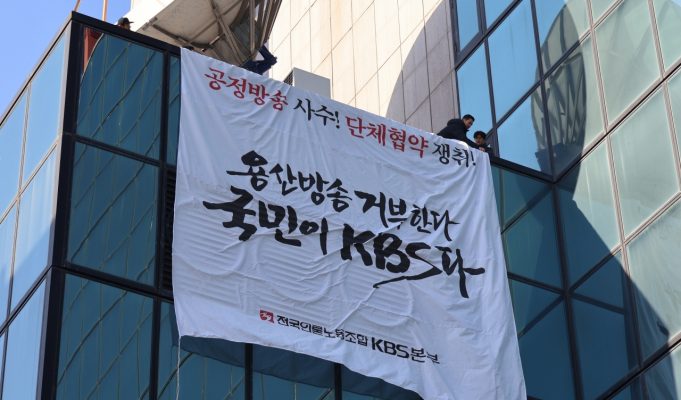 공정방송 사수! 단체협약 쟁취!
용산방송 거부한다
국민이 KBS다
전국언론노동조합 KBS본부